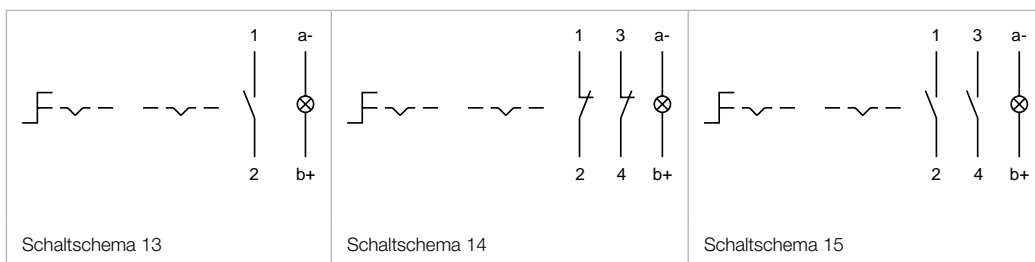 1 a-
2 b+
Schaltschema 13
1 3 a-
2 4 b+
Schaltschema 14
1 3 a-
2 4 b+
Schaltschema 15